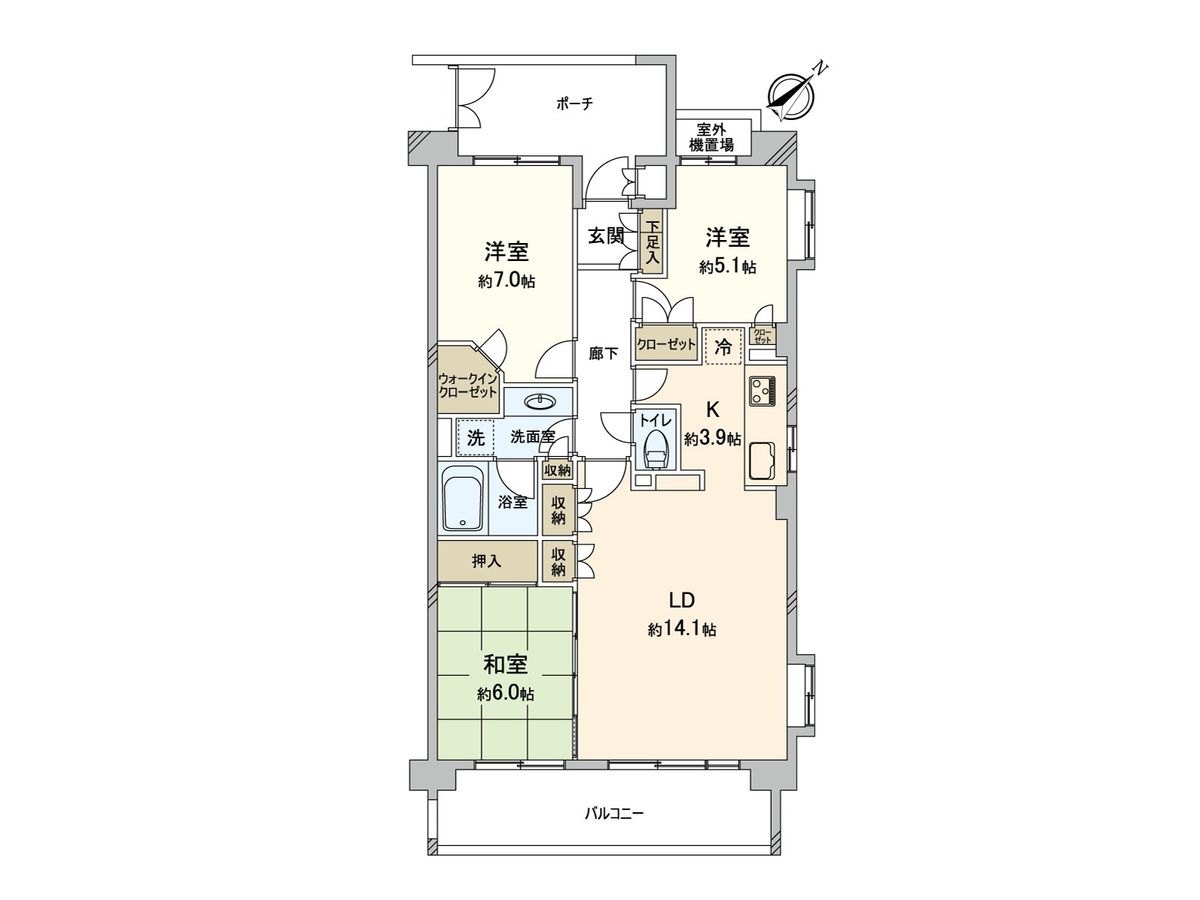 N
ポーチ
室外
機置場
玄関
下
足
入
洋室
約5.1帖
洋室
約7.0帖
廊下
クローゼット
冷
クロー
ゼット
ウォークイン
クローゼット
K
約3.9帖
トイレ
洗
洗面室
収納
浴室
収
納
押入
収
納
LD
約14.1帖
和室
約6.0帖
バルコニー